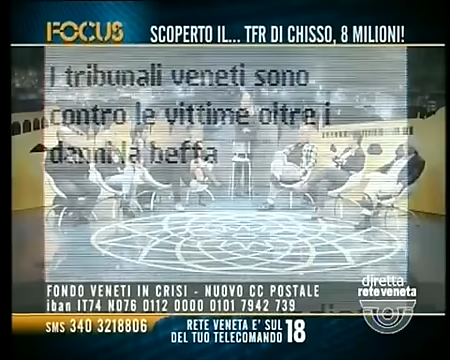 FOCUS
SCOPERTO IL... TFR DI CHISSO, 8 MILIONI!
I tribunali veneti sono
contro le vittime oltre i
danni la beffa
FONDO VENETI IN CRISI - NUOVO CC POSTALE
iban IT74 N076 0112 0000 0101 7942 739
diretta
reteveneta
SMS 340 3218806
RETE VENETA E' SUL
DEL TUO TELECOMANDO 18